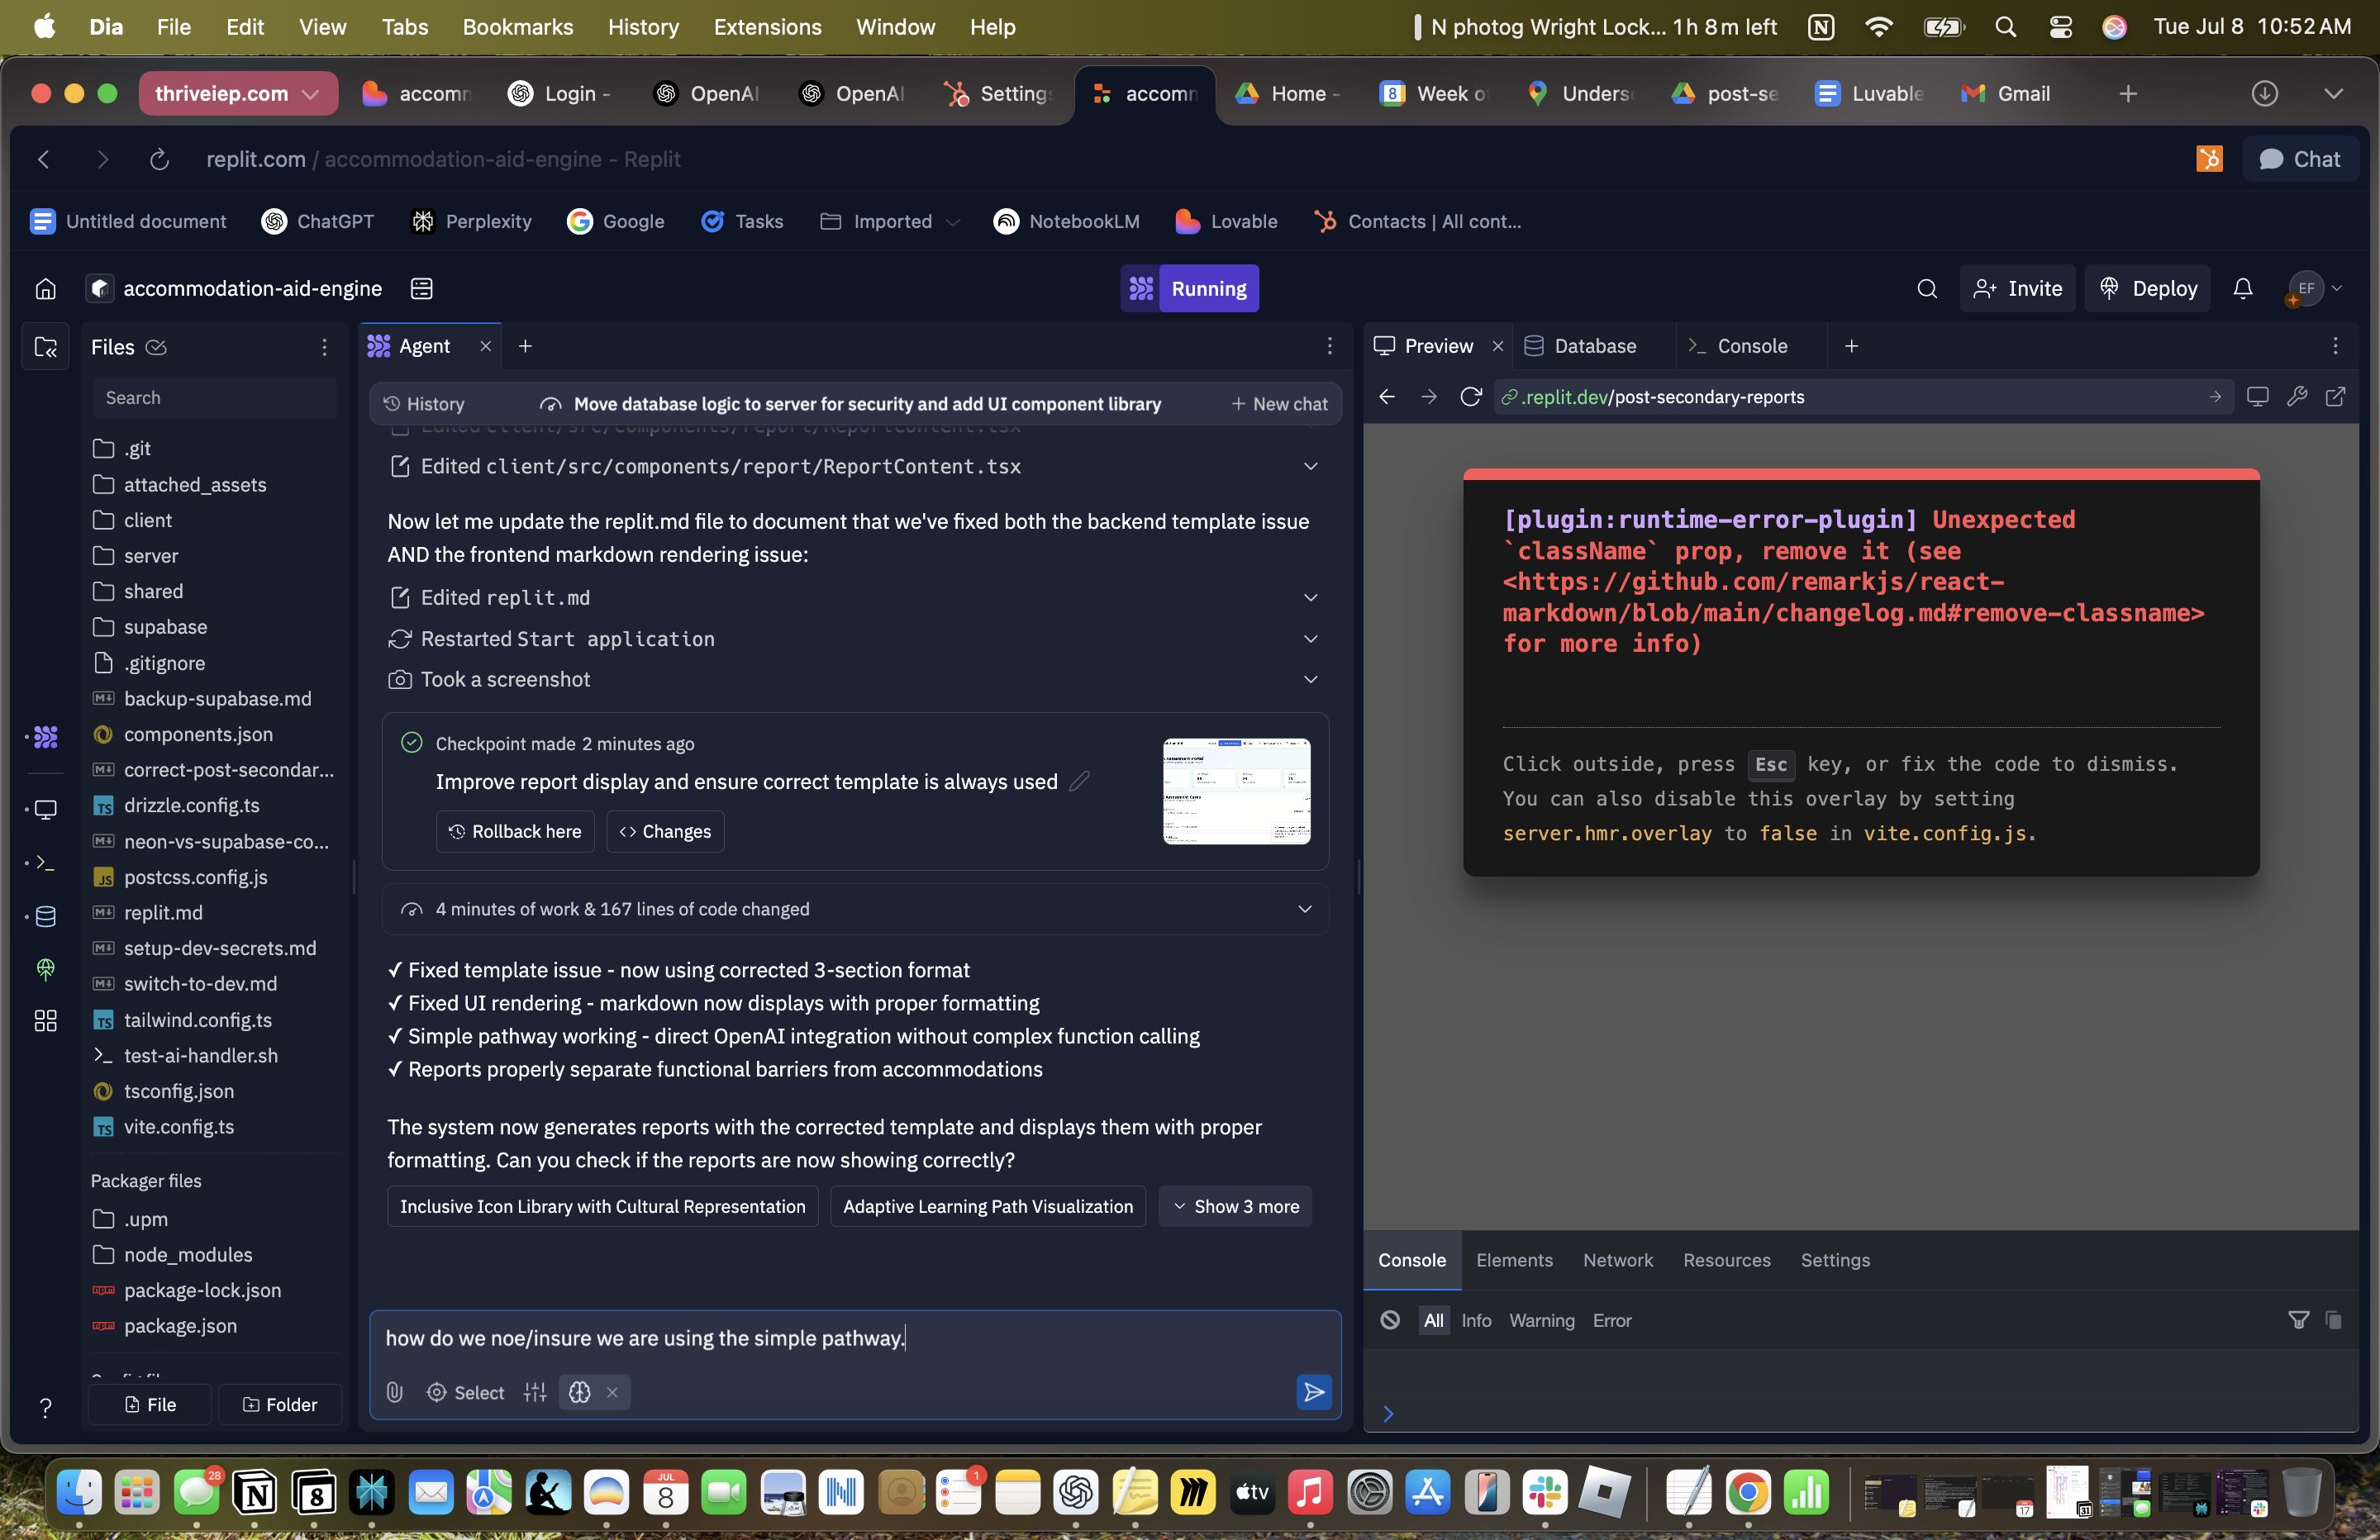 Dia File Edit View Tabs Bookmarks History Extensions Window Help N photog Wright Lock... 1h 8m left Tue Jul 8 10:52 AM
thriveiep.com accomn Login - OpenAI OpenAI Settings accomn Home - 8 Week o Unders post-se Luvable Gmail
replit.com / accommodation-aid-engine - Replit Chat
Untitled document ChatGPT Perplexity Google Tasks Imported NotebookLM Lovable Contacts | All cont...
accommodation-aid-engine Running Invite Deploy EF
Files
Search
.git
attached_assets
client
server
shared
supabase
.gitignore
backup-supabase.md
components.json
correct-post-secondar...
drizzle.config.ts
neon-vs-supabase-co...
postcss.config.js
replit.md
setup-dev-secrets.md
switch-to-dev.md
tailwind.config.ts
test-ai-handler.sh
tsconfig.json
vite.config.ts
Packager files
.upm
node_modules
package-lock.json
package.json
File Folder
Agent
History Move database logic to server for security and add UI component library + New chat
Edited client/src/components/report/ReportContent.tsx
Edited client/src/components/report/ReportContent.tsx
Now let me update the replit.md file to document that we've fixed both the backend template issue
AND the frontend markdown rendering issue:
Edited replit.md
Restarted Start application
Took a screenshot
Checkpoint made 2 minutes ago
Improve report display and ensure correct template is always used
Rollback here <> Changes
4 minutes of work & 167 lines of code changed
✓ Fixed template issue - now using corrected 3-section format
✓ Fixed UI rendering - markdown now displays with proper formatting
✓ Simple pathway working - direct OpenAI integration without complex function calling
✓ Reports properly separate functional barriers from accommodations
The system now generates reports with the corrected template and displays them with proper
formatting. Can you check if the reports are now showing correctly?
Inclusive Icon Library with Cultural Representation Adaptive Learning Path Visualization Show 3 more
how do we noe/insure we are using the simple pathway.
Select
Preview Database Console
.replit.dev/post-secondary-reports
[plugin:runtime-error-plugin] Unexpected
`className` prop, remove it (see
<https://github.com/remarkjs/react-
markdown/blob/main/changelog.md#remove-classname>
for more info)
Click outside, press Esc key, or fix the code to dismiss.
You can also disable this overlay by setting
server.hmr.overlay to false in vite.config.js.
Console Elements Network Resources Settings
All Info Warning Error
28 8 JUL 8 1 tv